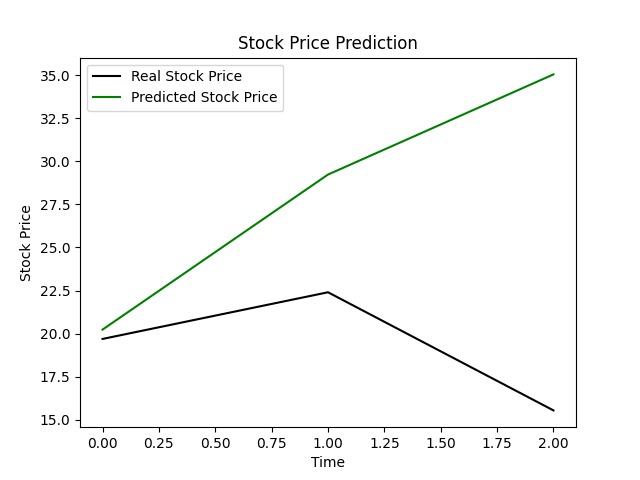 Stock Price Prediction
Real Stock Price
Predicted Stock Price
Stock Price
35.0
32.5
30.0
27.5
25.0
22.5
20.0
17.5
15.0
0.00 0.25 0.50 0.75 1.00 1.25 1.50 1.75 2.00
Time